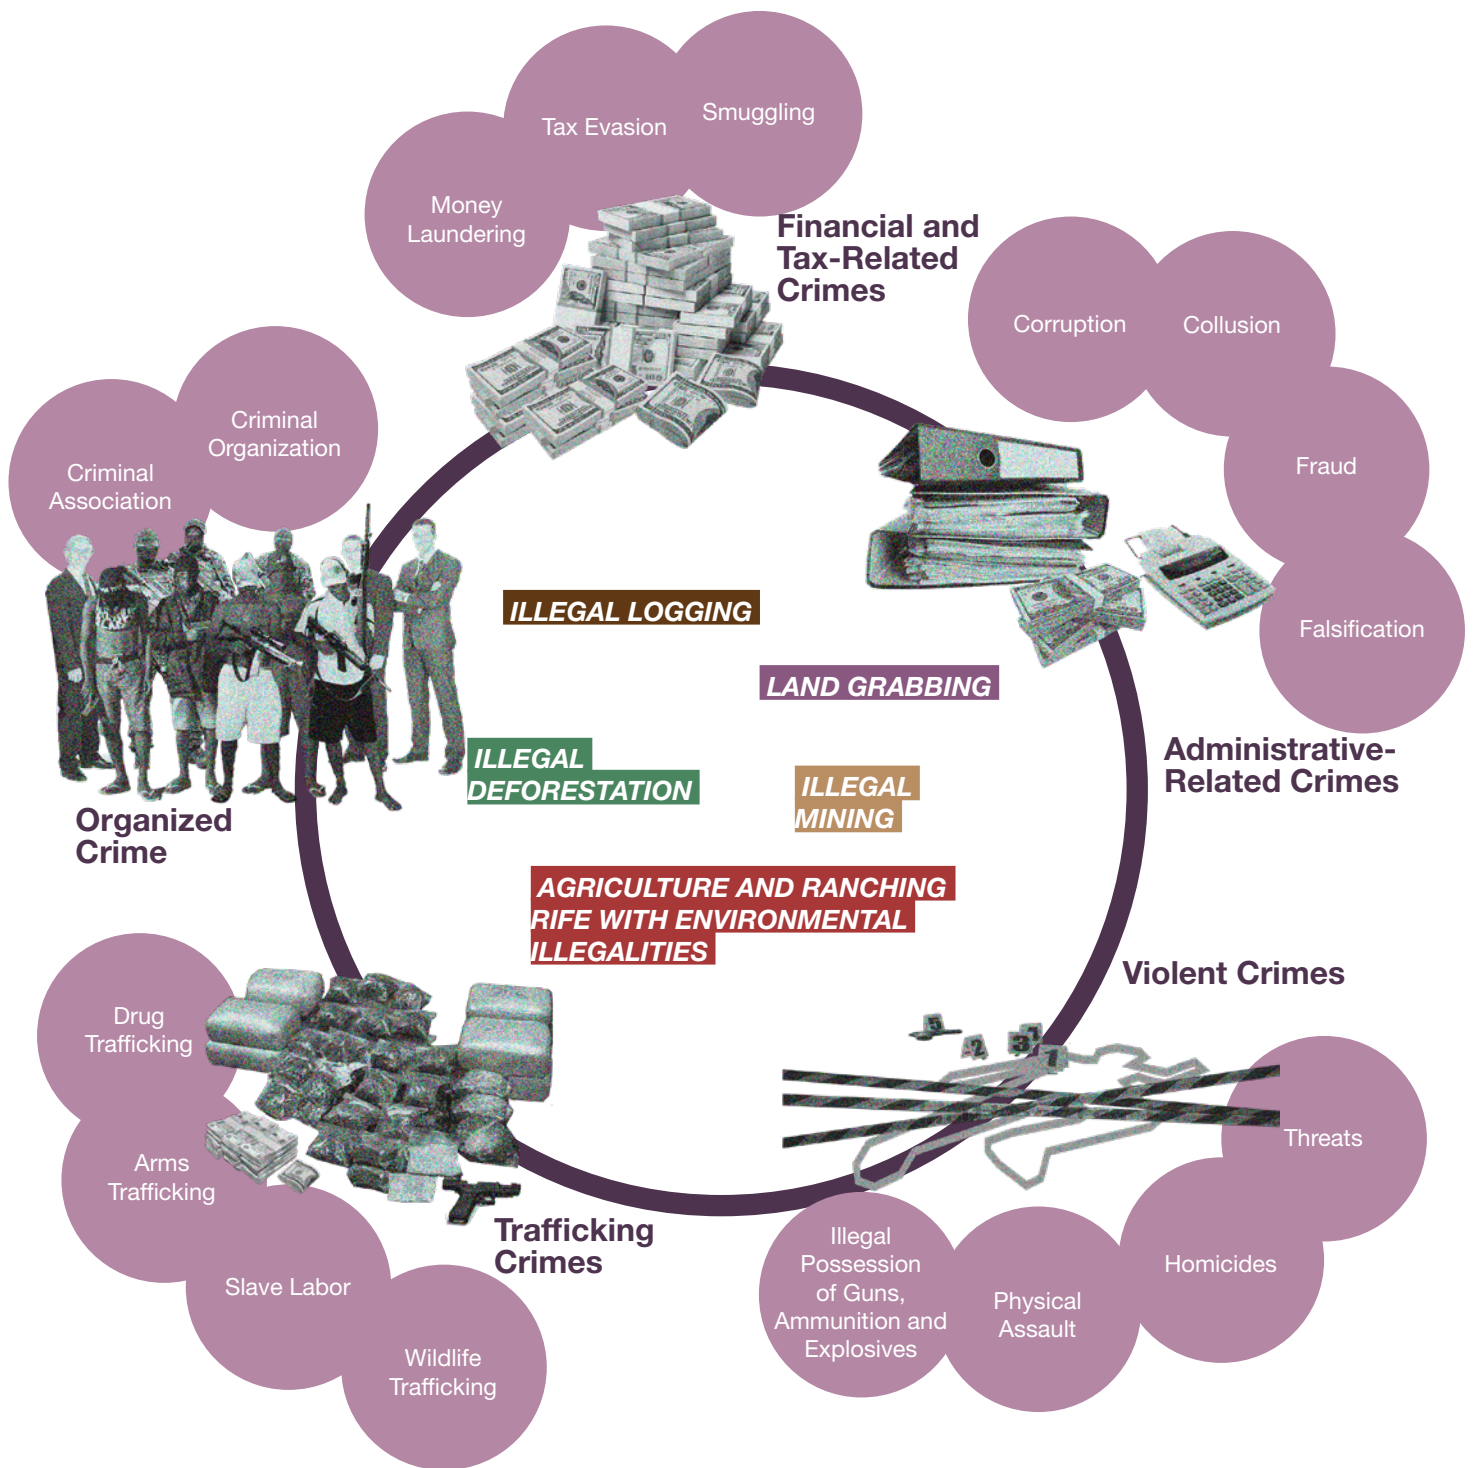 Smuggling
Tax Evasion
Money
Laundering
Financial and
Tax-Related
Crimes
Corruption
Collusion
Fraud
Falsification
Administrative-
Related Crimes
Criminal
Organization
Criminal
Association
Organized
Crime
ILLEGAL LOGGING
LAND GRABBING
ILLEGAL
DEFORESTATION
ILLEGAL
MINING
AGRICULTURE AND RANCHING
RIFE WITH ENVIRONMENTAL
ILLEGALITIES
Violent Crimes
2
3
Threats
Homicides
Physical
Assault
Illegal
Possession
of Guns,
Ammunition and
Explosives
Drug
Trafficking
Arms
Trafficking
Slave Labor
Wildlife
Trafficking
Trafficking
Crimes